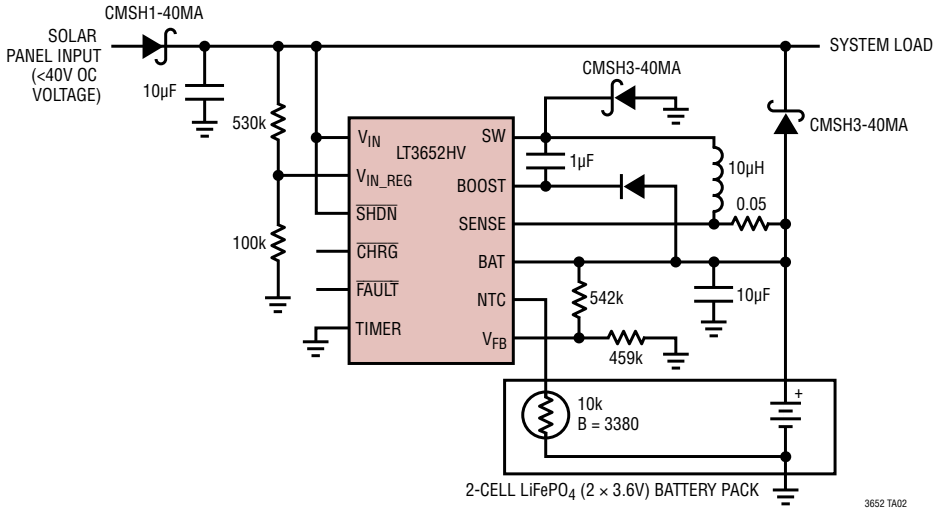 CMSH1-40MA
SOLAR
PANEL INPUT
(<40V OC
VOLTAGE)
10µF
530k
100k
SYSTEM LOAD
CMSH3-40MA
CMSH3-40MA
LT3652HV
VIN
VIN_REG
SHDN
CHRG
FAULT
TIMER
SW
BOOST
SENSE
BAT
NTC
VFB
1µF
10µH
0.05
542k
10µF
459k
10k
B = 3380
+
2-CELL LiFePO4 (2 × 3.6V) BATTERY PACK
3652 TA02